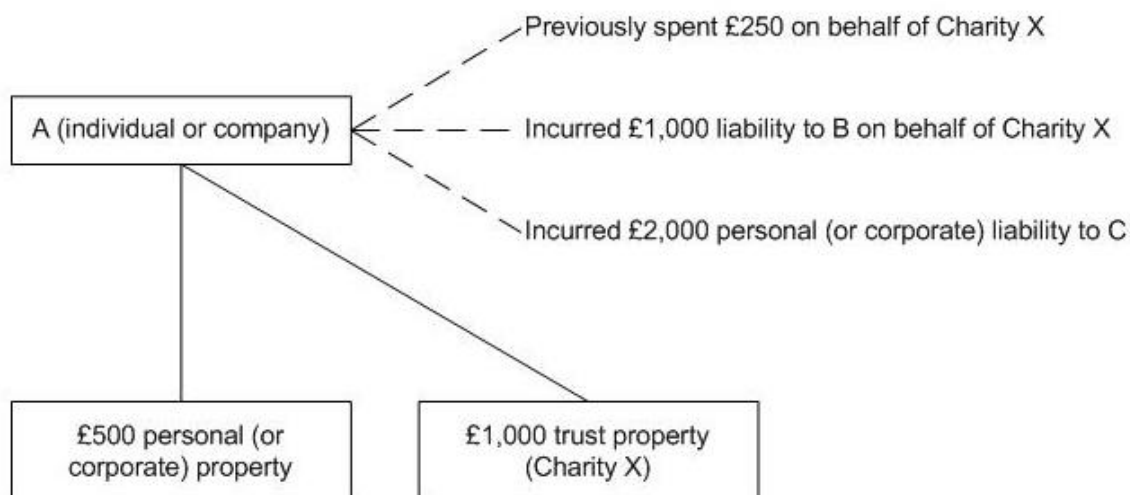 Previously spent £250 on behalf of Charity X
A (individual or company)
Incurred £1,000 liability to B on behalf of Charity X
Incurred £2,000 personal (or corporate) liability to C
£500 personal (or
corporate) property
£1,000 trust property
(Charity X)